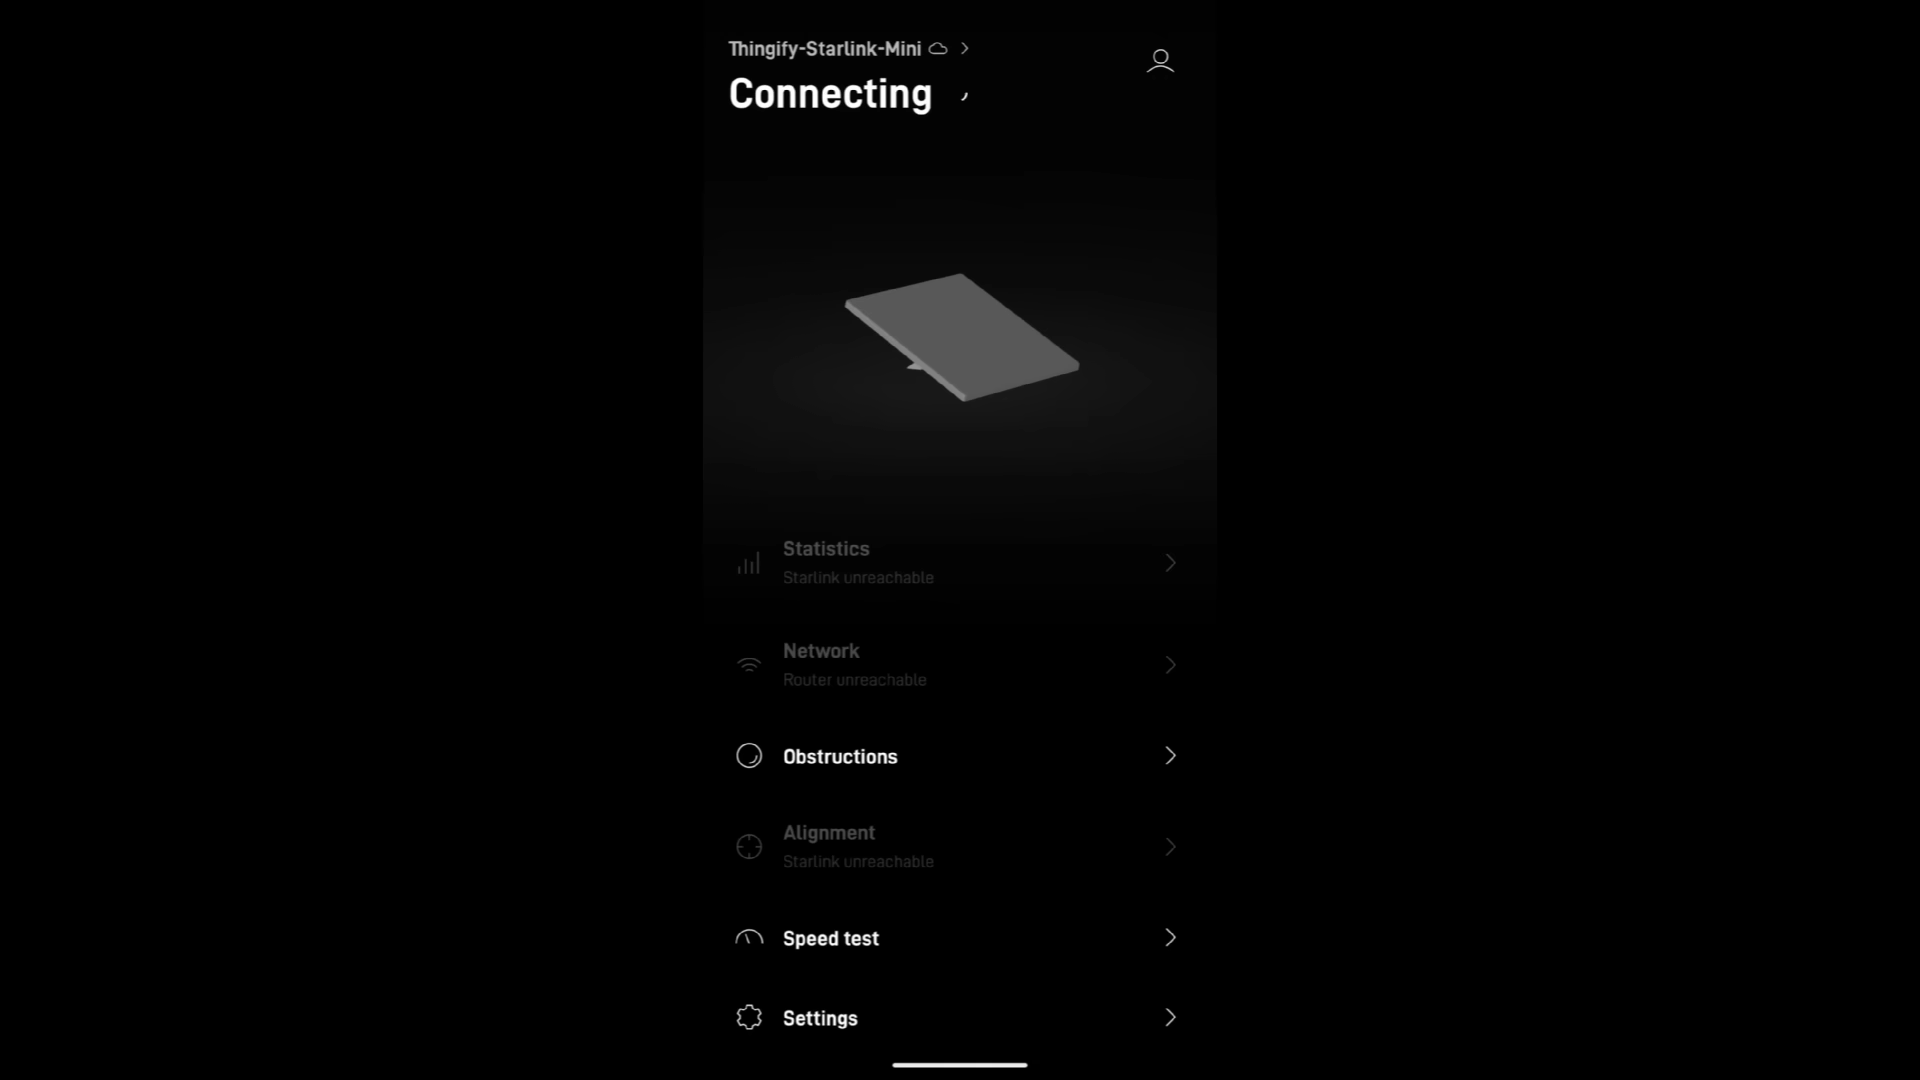 Thingify-Starlink-Mini
Connecting
Statistics
Starlink unreachable
Network
Router unreachable
Obstructions
Alignment
Starlink unreachable
Speed test
Settings